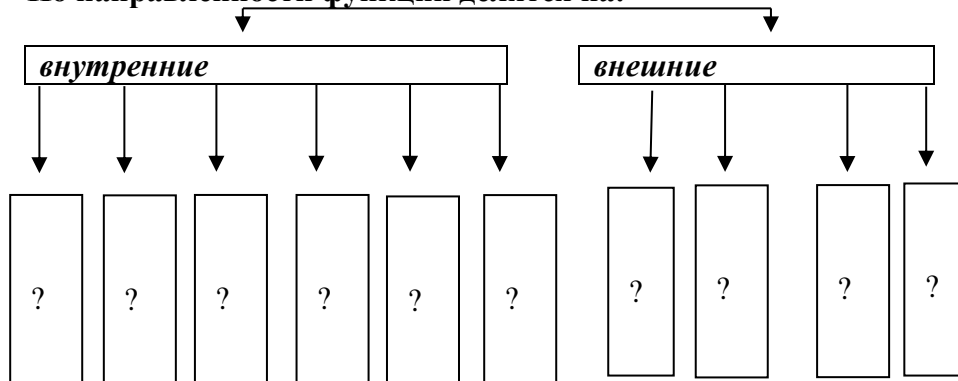 По направленности функции делятся на:
внутренние внешние
? ? ? ? ? ? ? ? ? ?